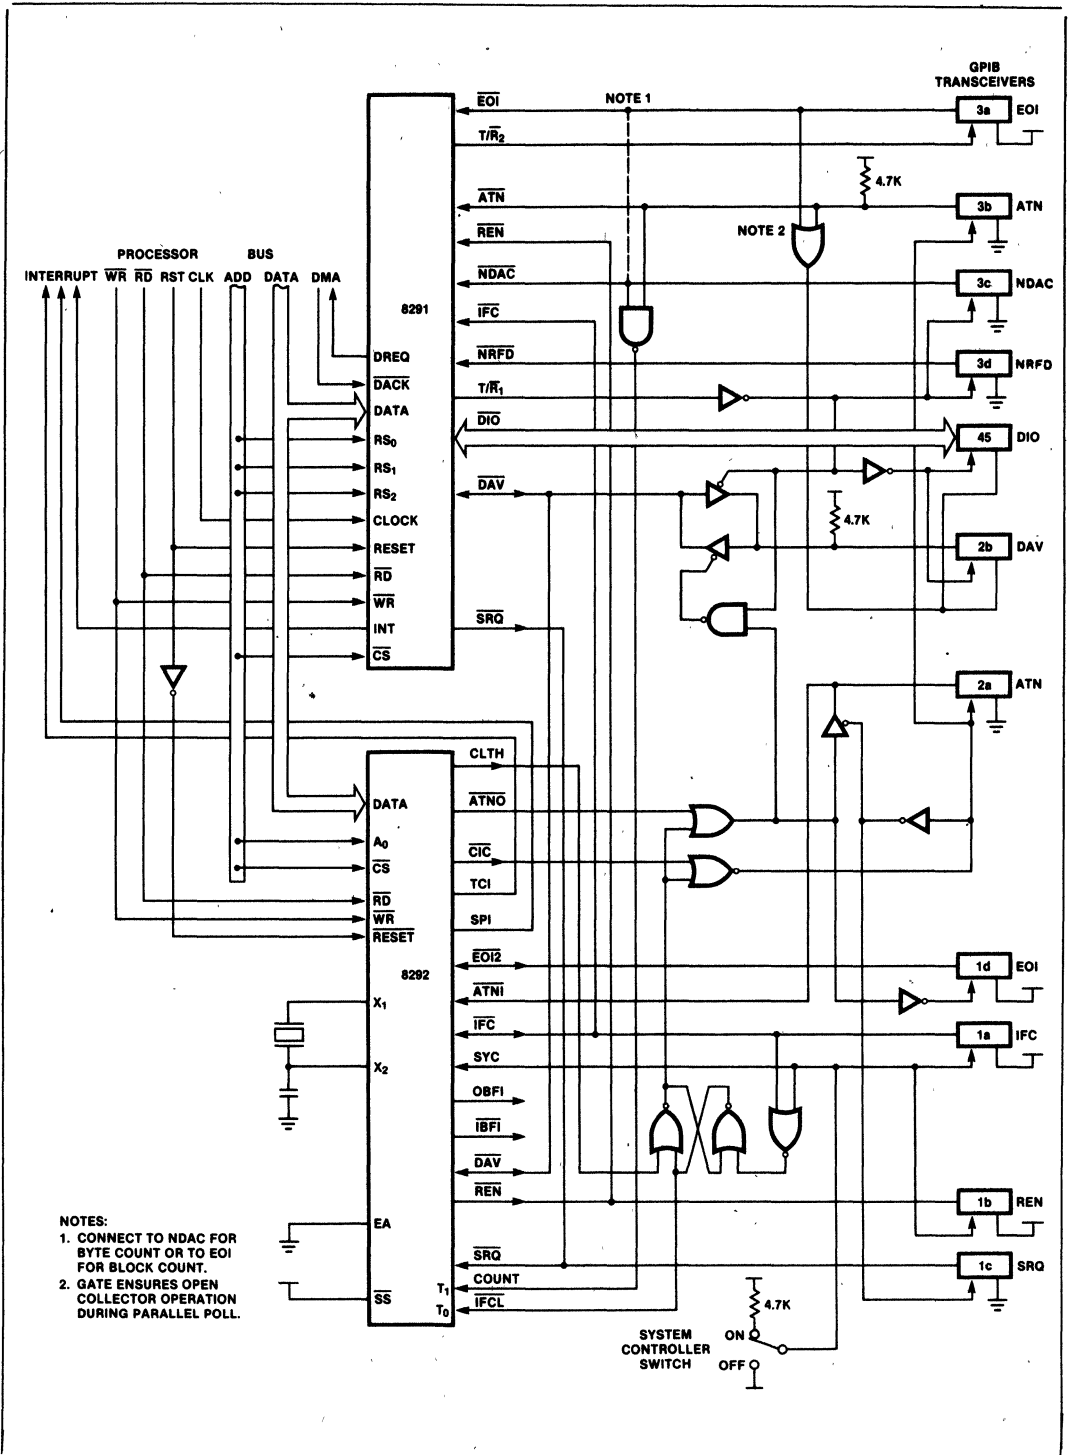 GPIB
TRANSCEIVERS
EOI
NOTE 1
3a EOI
T/R̅2
4.7K
ATN
3b ATN
REN
NOTE 2
PROCESSOR BUS
INTERRUPT WR RD RST CLK ADD DATA DMA
NDAC
3c NDAC
8291
IFC
DREQ
NRFD
3d NRFD
DACK
T/R̅1
DATA
DIO
45 DIO
RS0
RS1
DAV
RS2
4.7K
CLOCK
RESET
2b DAV
RD
WR
INT
SRQ
CS
2a ATN
CLTH
DATA
ATNO
A0
CIC
CS
TCI
RD
WR
SPI
RESET
EOI2
1d EOI
8292
ATNI
X1
IFC
1a IFC
SYC
X2
OBFI
IBFI
DAV
REN
1b REN
EA
SRQ
1c SRQ
T1 COUNT
SS
T0 IFCL
4.7K
NOTES:
1. CONNECT TO NDAC FOR
BYTE COUNT OR TO EOI
FOR BLOCK COUNT.
2. GATE ENSURES OPEN
COLLECTOR OPERATION
DURING PARALLEL POLL.
SYSTEM
CONTROLLER
SWITCH
ON
OFF